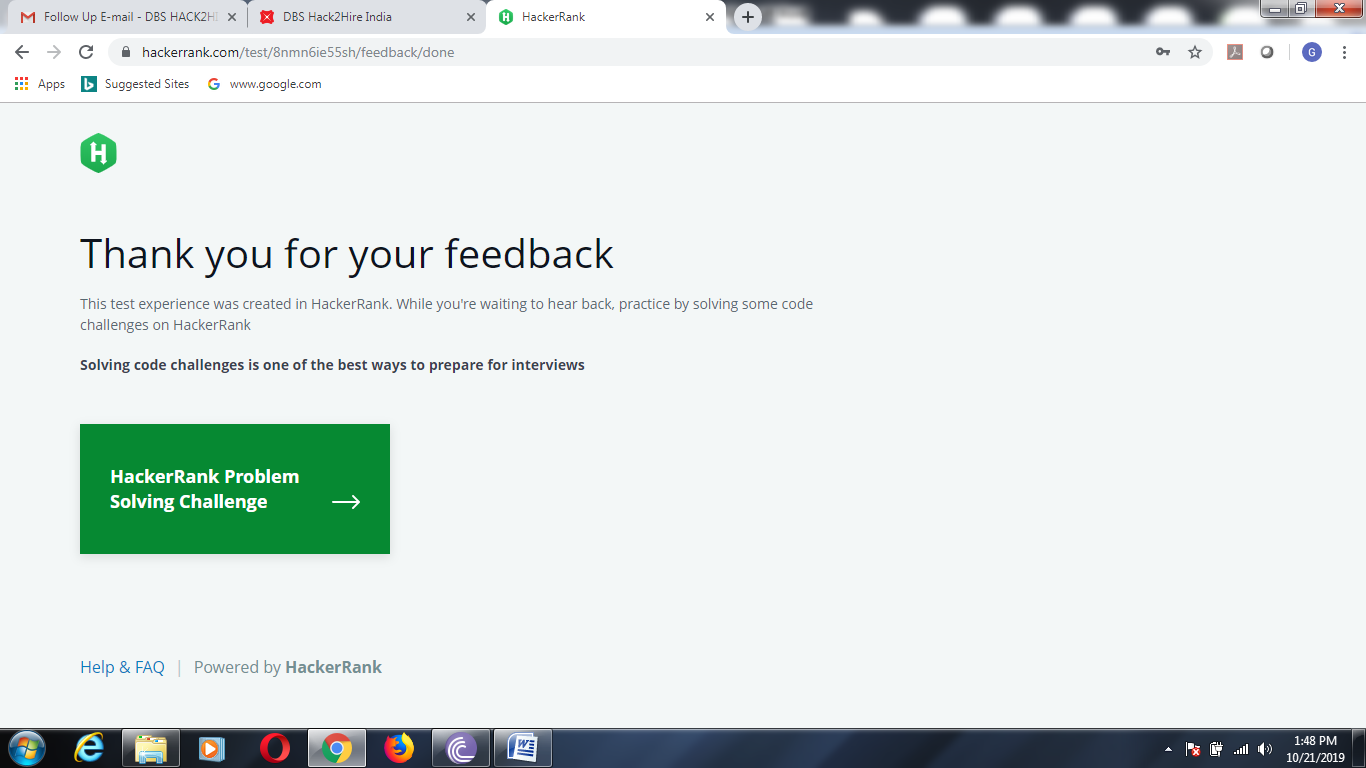 Follow Up E-mail - DBS HACK2HI
DBS Hack2Hire India
HackerRank
hackerrank.com/test/8nmn6ie55sh/feedback/done
G
Apps
Suggested Sites
www.google.com
H
Thank you for your feedback
This test experience was created in HackerRank. While you're waiting to hear back, practice by solving some code
challenges on HackerRank
Solving code challenges is one of the best ways to prepare for interviews
HackerRank Problem
Solving Challenge
Help & FAQ | Powered by HackerRank
1:48 PM
10/21/2019